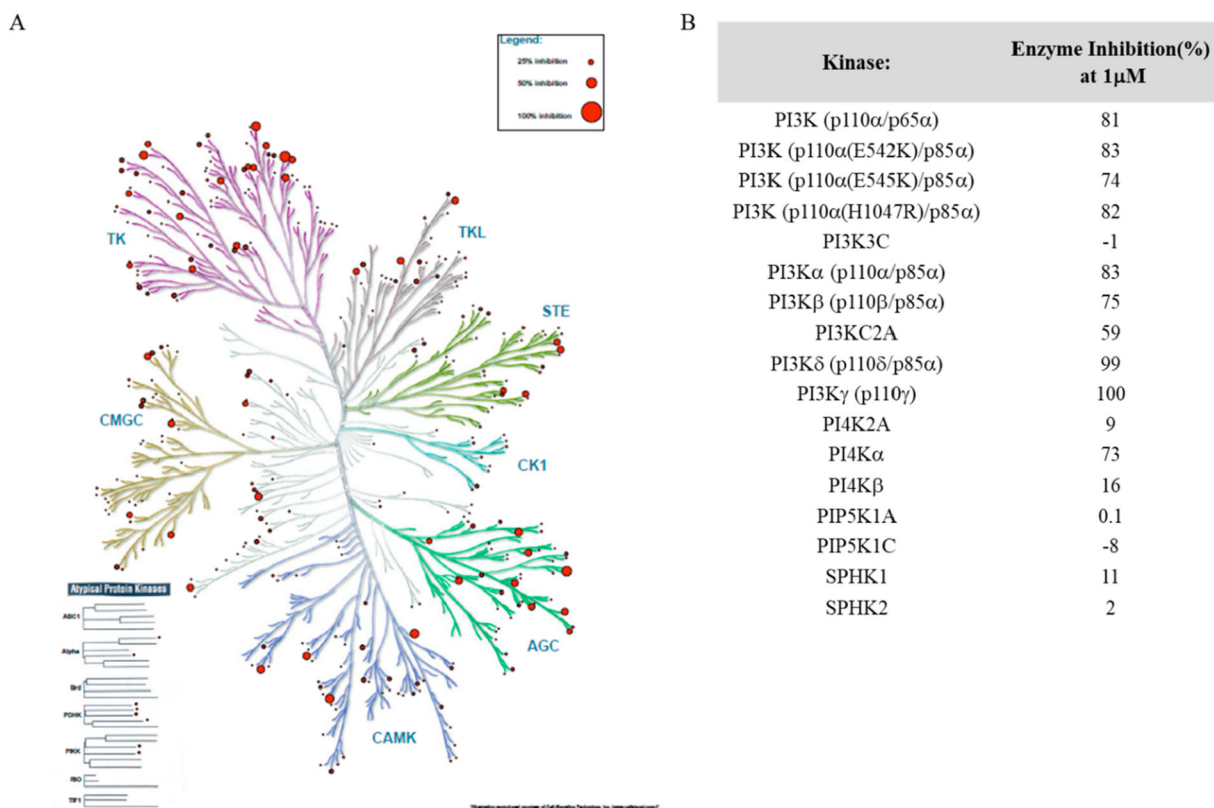 A
Legend:
25% inhibition
50% inhibition
100% inhibition
TK
TKL
STE
CMGC
CK1
AGC
CAMK
Atypical Protein Kinases
ABC1
Alpha
Brd
PDHK
PIKK
RIO
TIF1
B
Kinase: Enzyme Inhibition(%)
at 1μM
PI3K (p110α/p65α) 81
PI3K (p110α(E542K)/p85α) 83
PI3K (p110α(E545K)/p85α) 74
PI3K (p110α(H1047R)/p85α) 82
PI3K3C -1
PI3Kα (p110α/p85α) 83
PI3Kβ (p110β/p85α) 75
PI3KC2A 59
PI3Kδ (p110δ/p85α) 99
PI3Kγ (p110γ) 100
PI4K2A 9
PI4Kα 73
PI4Kβ 16
PIP5K1A 0.1
PIP5K1C -8
SPHK1 11
SPHK2 2